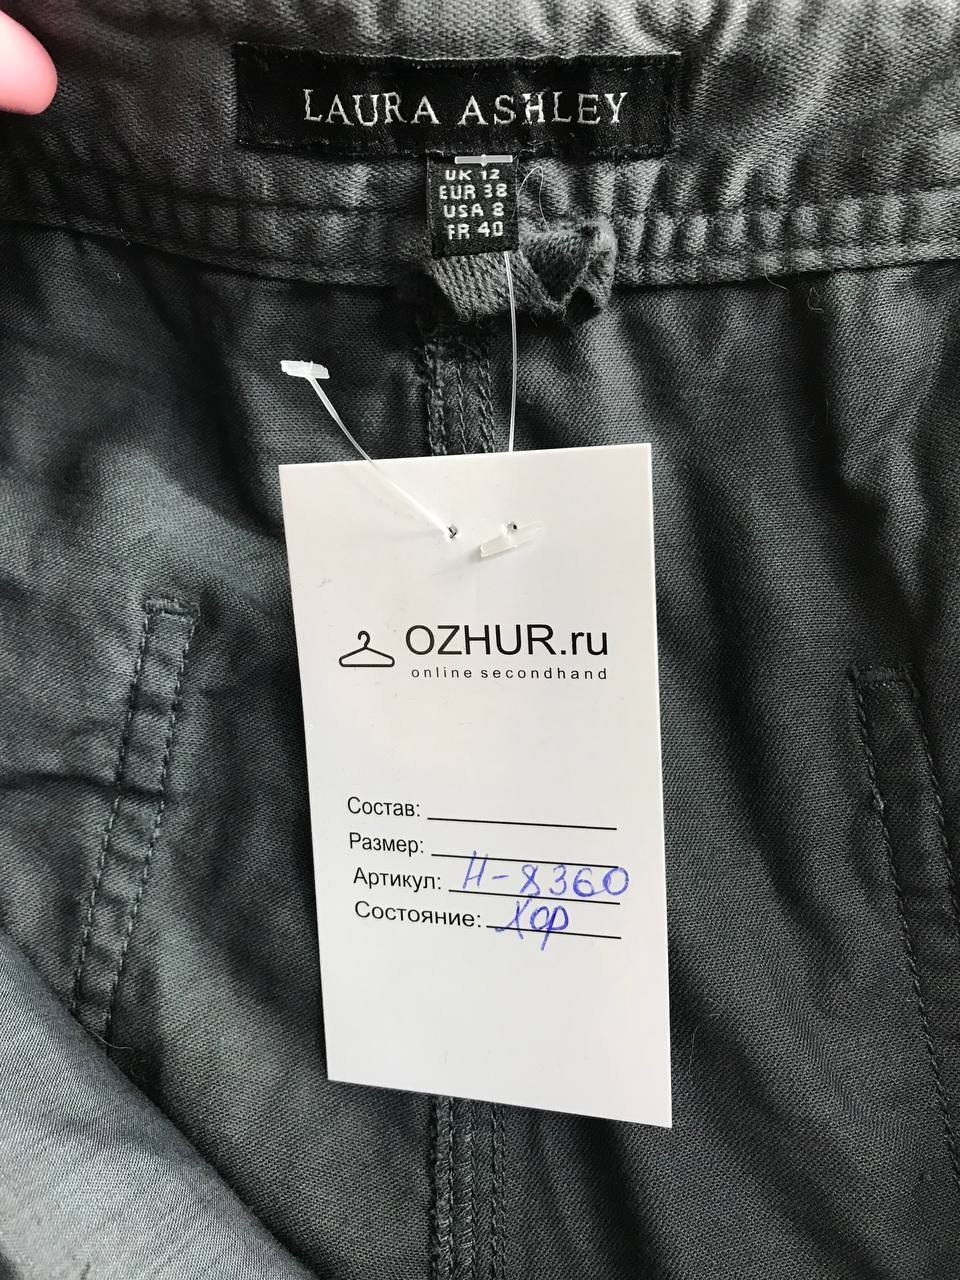 LAURA ASHLEY
UK 12
EUR 38
USA 8
FR 40
OZHUR.ru
online secondhand
Состав:
Размер:
Артикул: Н-8360
Состояние: Хор